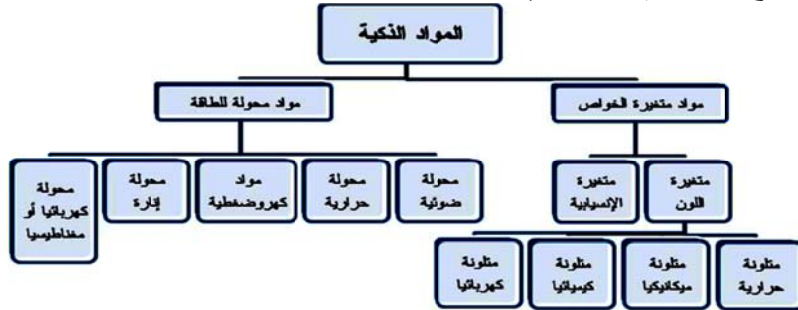 المواد الذكية
مواد متغيرة الخواص
مواد محولة للطاقة
متغيرة
اللون
متغيرة
الإنسيابية
محولة
ضوئية
محولة
حرارية
مواد
كهروضغطية
محولة
إنارة
محولة
كهربائيا أو
مغناطيسيا
متلونة
حرارية
متلونة
ميكانيكيا
متلونة
كيميائيا
متلونة
كهربائيا